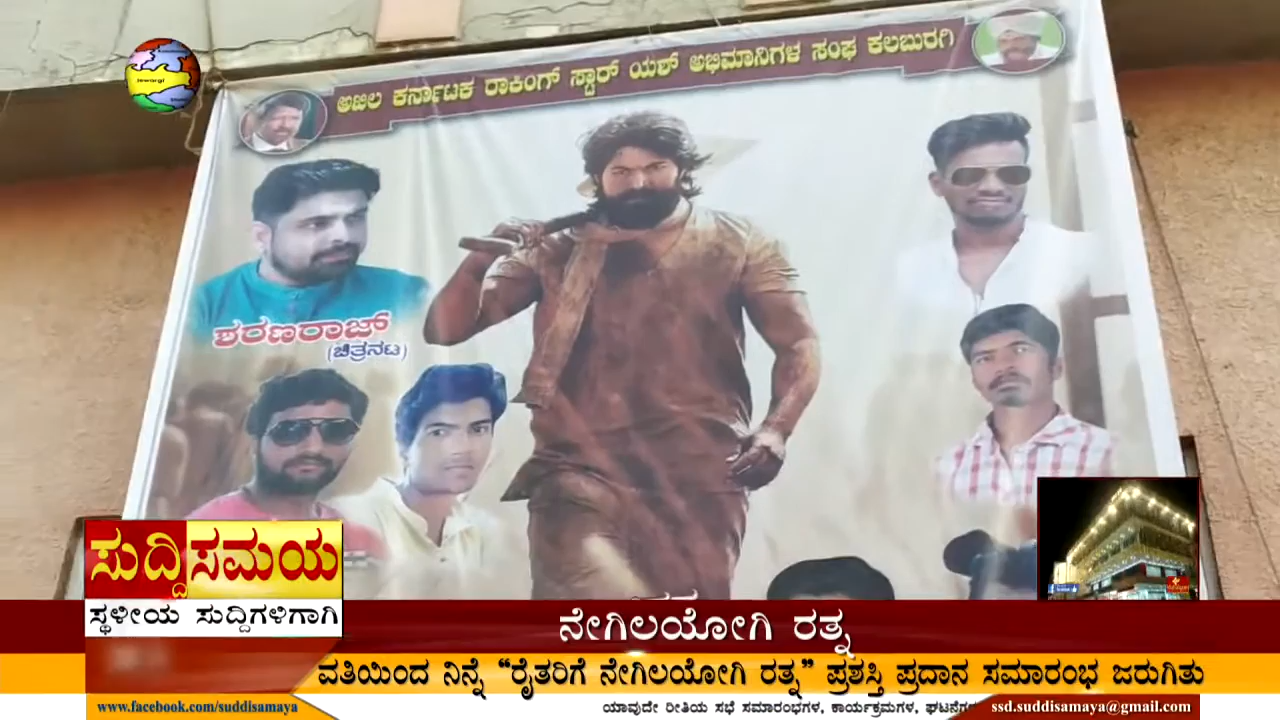 Jewargi
ಅಖಿಲ ಕರ್ನಾಟಕ ರಾಕಿಂಗ್ ಸ್ಟಾರ್ ಯಶ್ ಅಭಿಮಾನಿಗಳ ಸಂಘ ಕಲಬುರಗಿ
ಶರಣರಾಜ್
(ಚಿತ್ರನಟ)
ಸುದ್ದಿಸಮಯ
ಸ್ಥಳೀಯ ಸುದ್ದಿಗಳಿಗಾಗಿ
ನೇಗಿಲಯೋಗಿ ರತ್ನ
ವತಿಯಿಂದ ನಿನ್ನೆ “ರೈತರಿಗೆ ನೇಗಿಲಯೋಗಿ ರತ್ನ” ಪ್ರಶಸ್ತಿ ಪ್ರದಾನ ಸಮಾರಂಭ ಜರುಗಿತು
www.facebook.com/suddisamaya
ಯಾವುದೇ ರೀತಿಯ ಸಭೆ ಸಮಾರಂಭಗಳ, ಕಾರ್ಯಕ್ರಮಗಳ,
ssd.suddisamaya@gmail.com